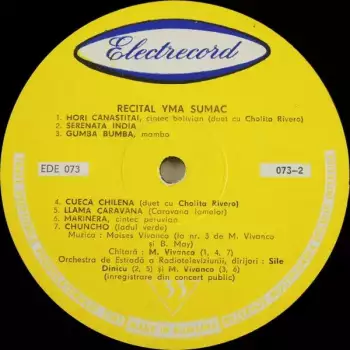 Electrecord
RECITAL YMA SUMAC
1. HORI CANASTITAI, cîntec bolivian (duet cu Cholita Rivero)
2. SERENATA INDIA
3. GUMBA BUMBA, mambo
EDE 073
073-2
4. CUECA CHILENA (duet cu Cholita Rivero)
5. LLAMA CARAVANA (Caravana lamelor)
6. MARINERA, cîntec peruvian
7. CHUNCHO (Iadul verde)
Muzica : Moises Vivanco (la nr. 3 de M. Vivanco
și B. May)
Chitară : M. Vivanco (1, 4, 7)
Orchestra de Estradă a Radioteleviziunii, dirijori : Sile
Dinicu (2, 5) și M. Vivanco (3, 6)
(înregistrare din concert public)